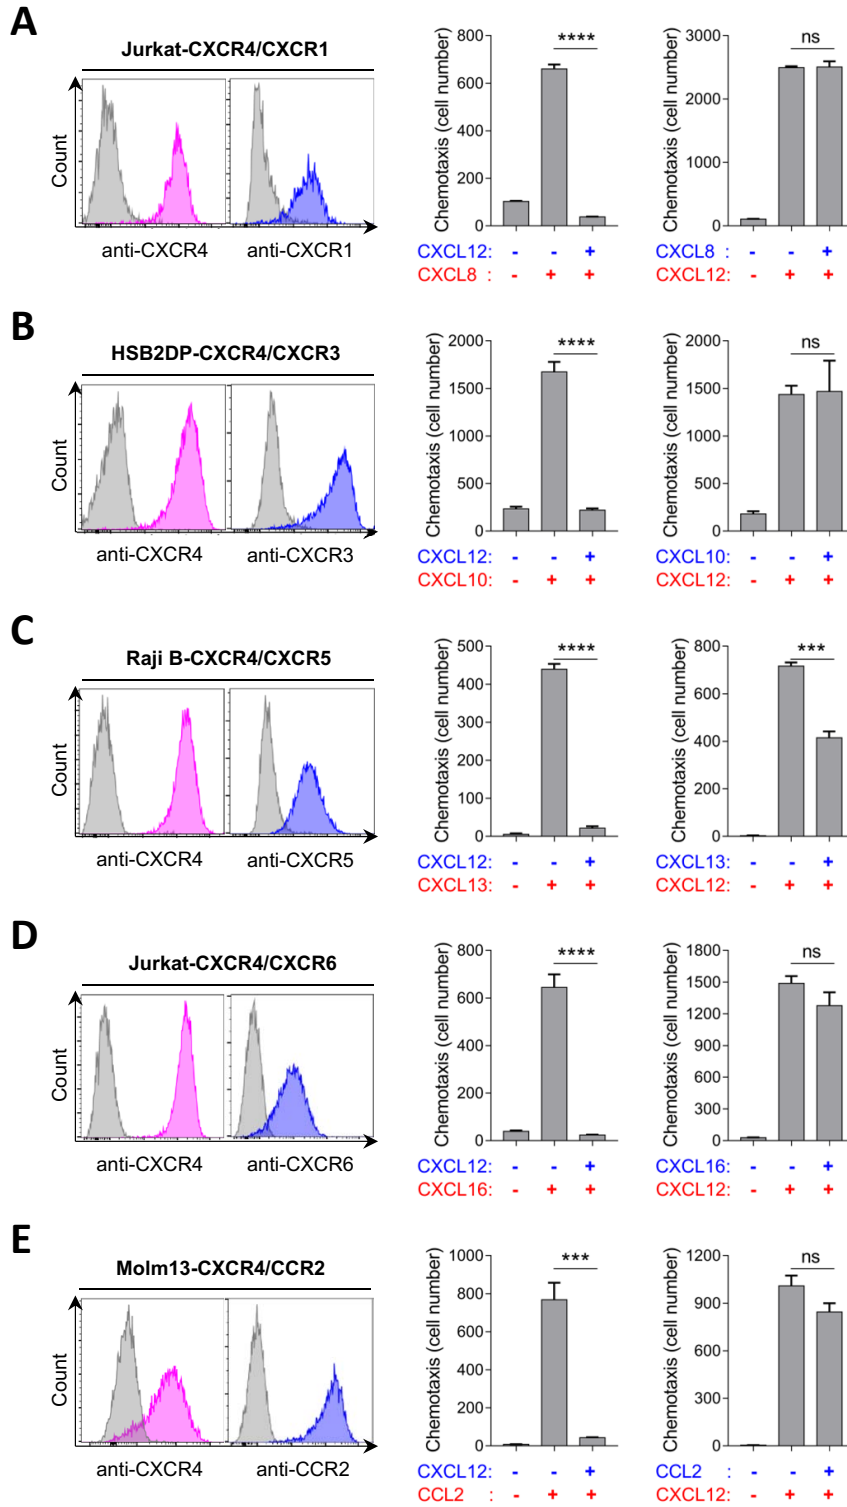 A
Jurkat-CXCR4/CXCR1
Count
anti-CXCR4
anti-CXCR1
Chemotaxis (cell number)
800
600
400
200
0
****
CXCL12: - - +
CXCL8 : - + +
Chemotaxis (cell number)
3000
2000
1000
0
ns
CXCL8 : - - +
CXCL12: - + +
B
HSB2DP-CXCR4/CXCR3
Count
anti-CXCR4
anti-CXCR3
Chemotaxis (cell number)
2000
1500
1000
500
0
****
CXCL12: - - +
CXCL10: - + +
Chemotaxis (cell number)
2000
1500
1000
500
0
ns
CXCL10: - - +
CXCL12: - + +
C
Raji B-CXCR4/CXCR5
Count
anti-CXCR4
anti-CXCR5
Chemotaxis (cell number)
500
400
300
200
100
0
****
CXCL12: - - +
CXCL13: - + +
Chemotaxis (cell number)
800
600
400
200
0
***
CXCL13: - - +
CXCL12: - + +
D
Jurkat-CXCR4/CXCR6
Count
anti-CXCR4
anti-CXCR6
Chemotaxis (cell number)
800
600
400
200
0
****
CXCL12: - - +
CXCL16: - + +
Chemotaxis (cell number)
1800
1500
1200
900
600
300
0
ns
CXCL16: - - +
CXCL12: - + +
E
Molm13-CXCR4/CCR2
Count
anti-CXCR4
anti-CCR2
Chemotaxis (cell number)
1000
800
600
400
200
0
***
CXCL12: - - +
CCL2 : - + +
Chemotaxis (cell number)
1200
900
600
300
0
ns
CCL2 : - - +
CXCL12: - + +